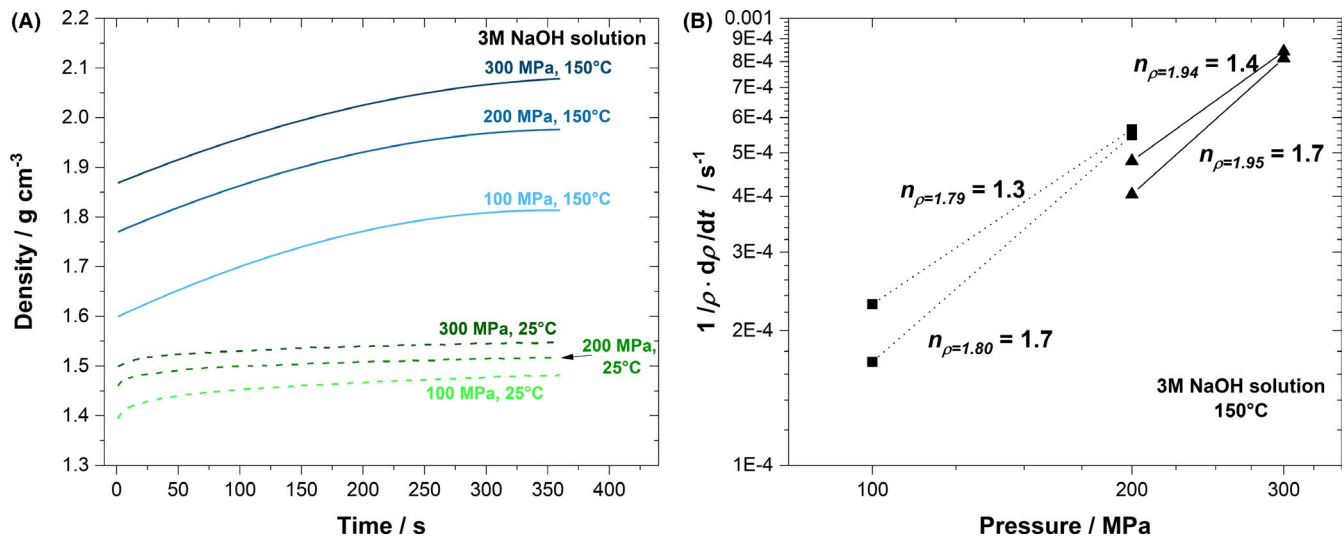 (A)
3M NaOH solution
300 MPa, 150°C
200 MPa, 150°C
100 MPa, 150°C
300 MPa, 25°C
200 MPa,
25°C
100 MPa, 25°C
2.2
2.1
2.0
1.9
1.8
1.7
1.6
1.5
1.4
1.3
Density / g cm⁻³
0 50 100 150 200 250 300 350 400
Time / s
(B)
0.001
9E-4
8E-4
7E-4
6E-4
5E-4
4E-4
3E-4
2E-4
1E-4
1/ρ· dρ/dt / s⁻¹
nρ=1.94 = 1.4
nρ=1.95 = 1.7
nρ=1.79 = 1.3
nρ=1.80 = 1.7
3M NaOH solution
150°C
100 200 300
Pressure / MPa